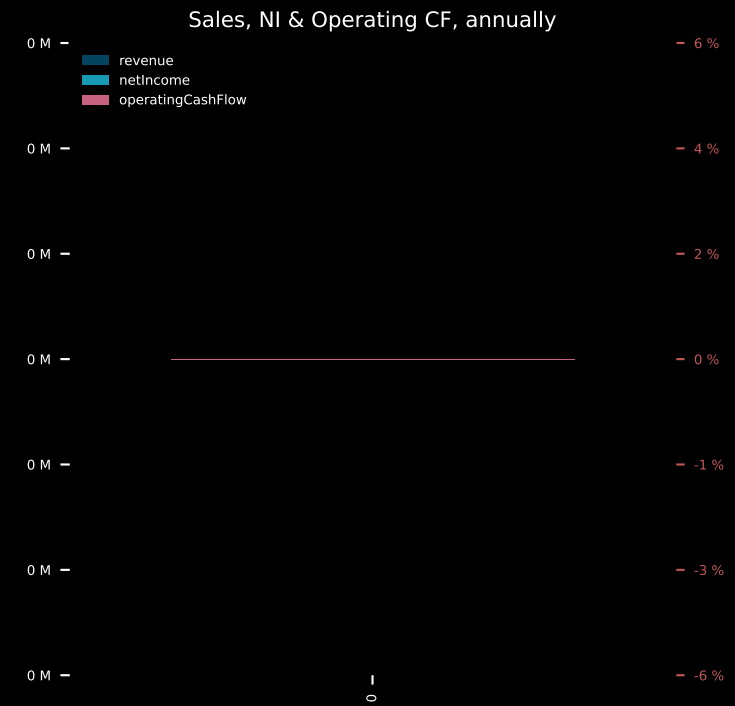 Sales, NI & Operating CF, annually
0 M
6 %
revenue
netIncome
operatingCashFlow
0 M
4 %
0 M
2 %
0 M
0 %
0 M
-1 %
0 M
-3 %
0 M
-6 %
0